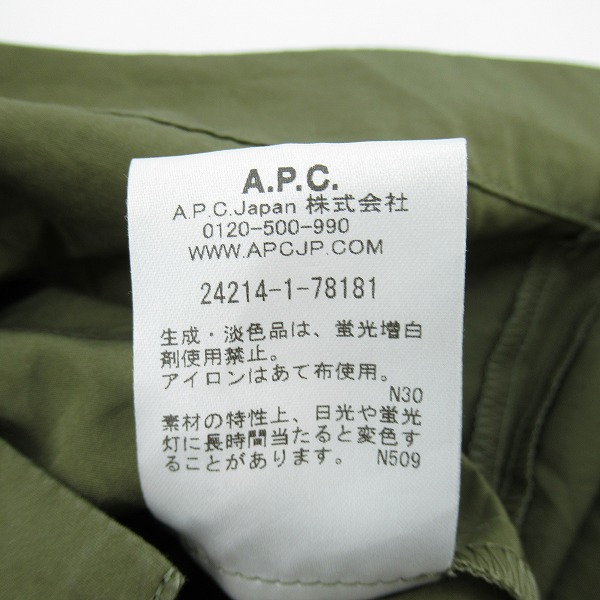 A.P.C.
A.P.C.Japan 株式会社
0120-500-990
WWW.APCJP.COM
24214-1-78181
生成・淡色品は、蛍光増白
剤使用禁止。
アイロンはあて布使用。
N30
素材の特性上、日光や蛍光
灯に長時間当たると変色す
ることがあります。 N509